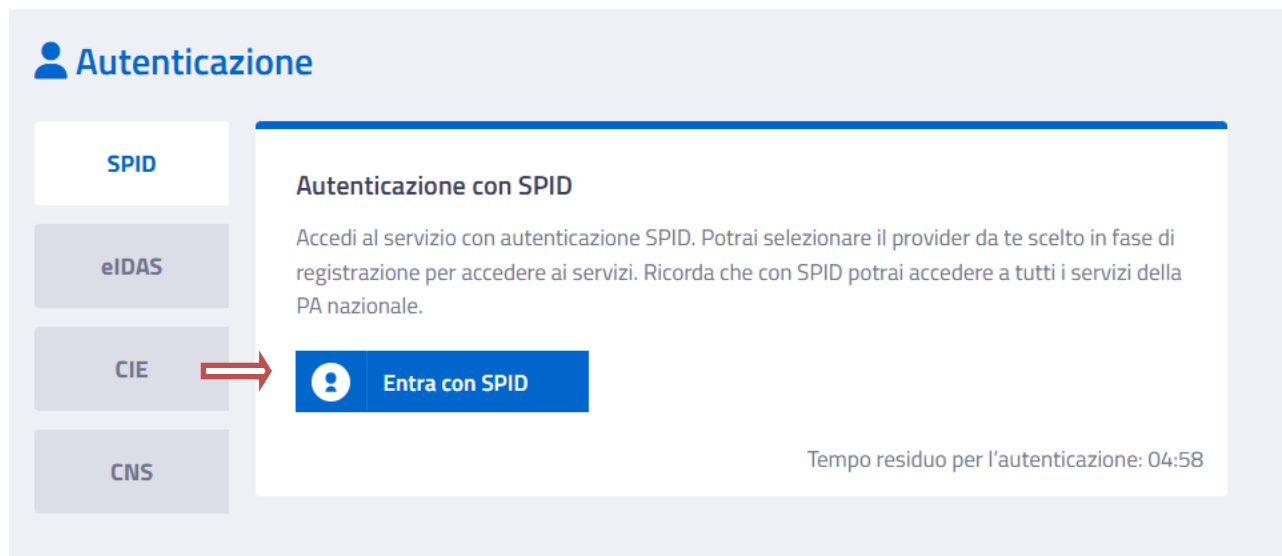 Autenticazione
SPID
eIDAS
CIE
CNS
Autenticazione con SPID
Accedi al servizio con autenticazione SPID. Potrai selezionare il provider da te scelto in fase di
registrazione per accedere ai servizi. Ricorda che con SPID potrai accedere a tutti i servizi della
PA nazionale.
Entra con SPID
Tempo residuo per l'autenticazione: 04:58